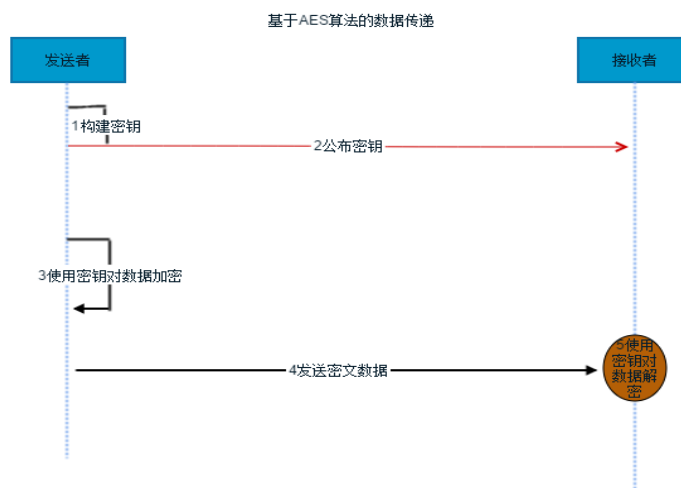 基于AES算法的数据传递
发送者
接收者
1构建密钥
2公布密钥
3使用密钥对数据加密
4发送密文数据
5使用
密钥对
数据解
密